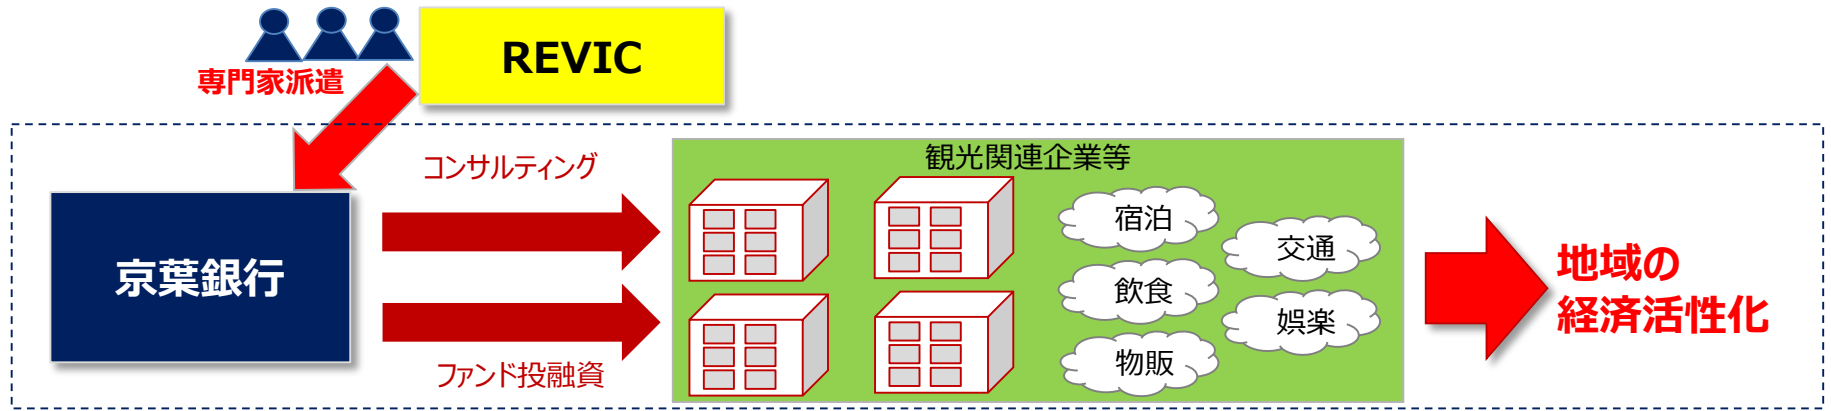 REVIC
専門家派遣
京葉銀行
コンサルティング
ファンド投融資
観光関連企業等
宿泊
交通
飲食
娯楽
物販
地域の
経済活性化